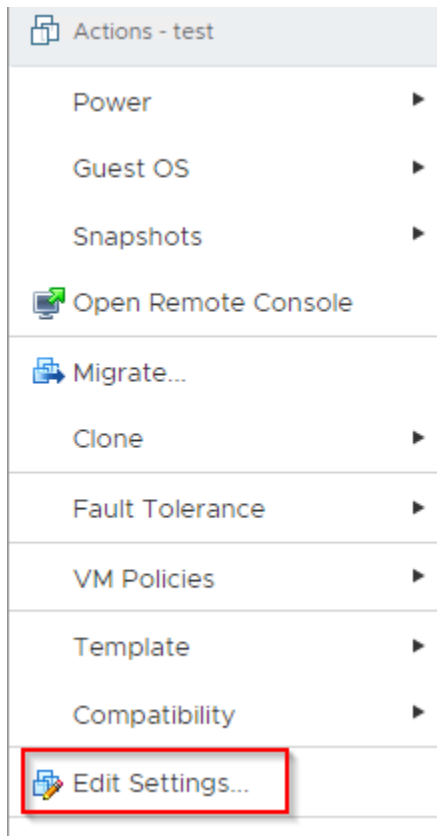 Actions - test
Power
Guest OS
Snapshots
Open Remote Console
Migrate...
Clone
Fault Tolerance
VM Policies
Template
Compatibility
Edit Settings...